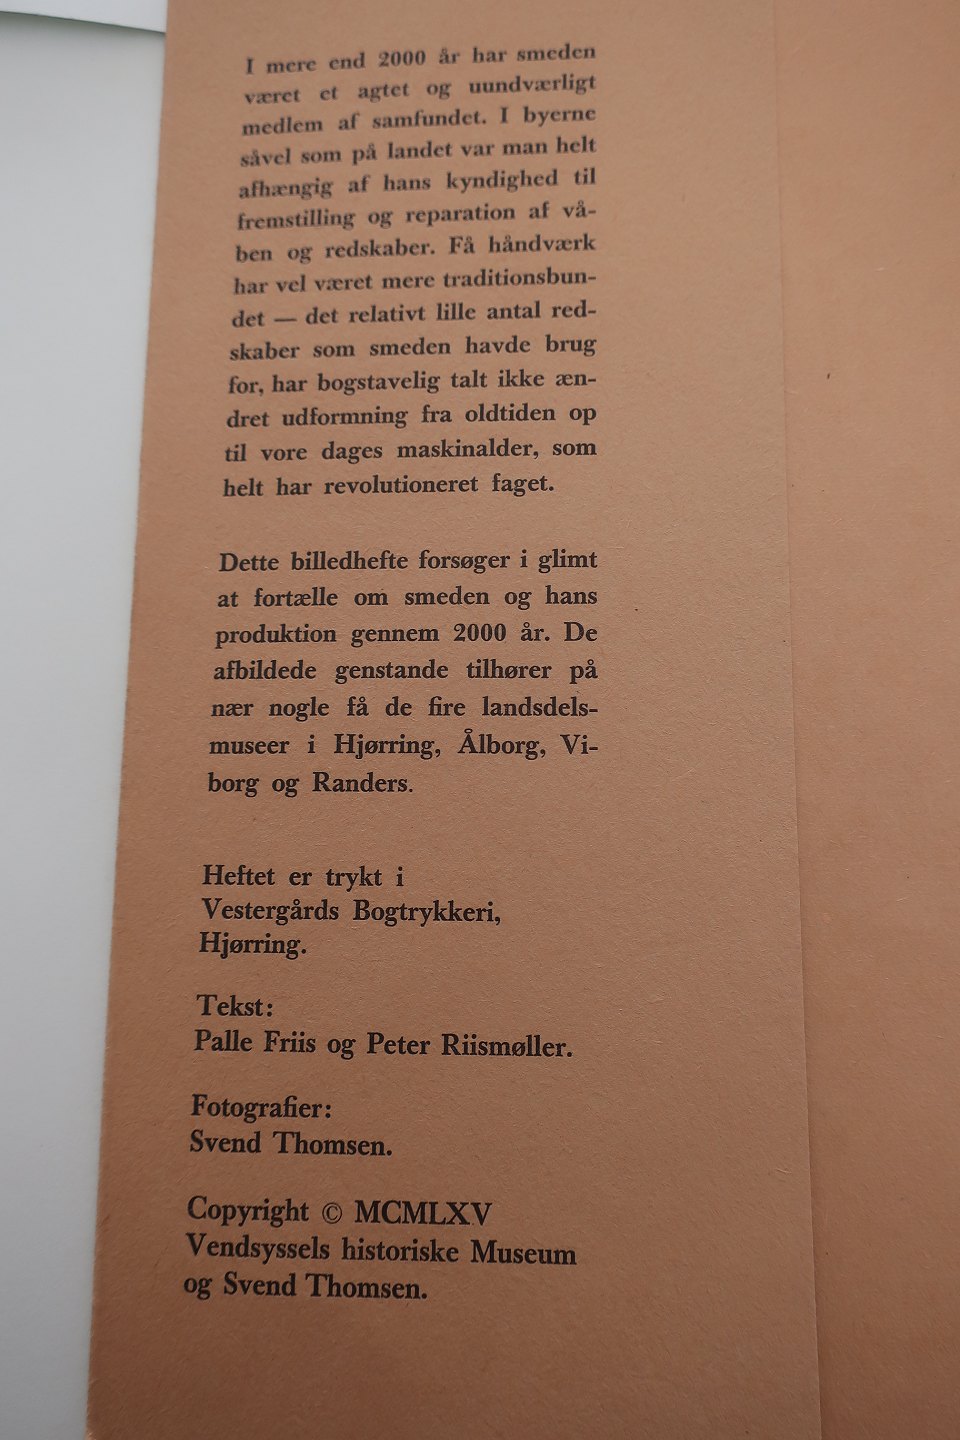 I mere end 2000 år har smeden
været et agtet og uundværligt
medlem af samfundet. I byerne
såvel som på landet var man helt
afhængig af hans kyndighed til
fremstilling og reparation af vå-
ben og redskaber. Få håndværk
har vel været mere traditionsbun-
det — det relativt lille antal red-
skaber som smeden havde brug
for, har bogstavelig talt ikke æn-
dret udformning fra oldtiden op
til vore dages maskinalder, som
helt har revolutioneret faget.
Dette billedhefte forsøger i glimt
at fortælle om smeden og hans
produktion gennem 2000 år. De
afbildede genstande tilhører på
nær nogle få de fire landsdels-
museer i Hjørring, Ålborg, Vi-
borg og Randers.
Heftet er trykt i
Vestergårds Bogtrykkeri,
Hjørring.
Tekst:
Palle Friis og Peter Riismøller.
Fotografier:
Svend Thomsen.
Copyright © MCMLXV
Vendsyssels historiske Museum
og Svend Thomsen.